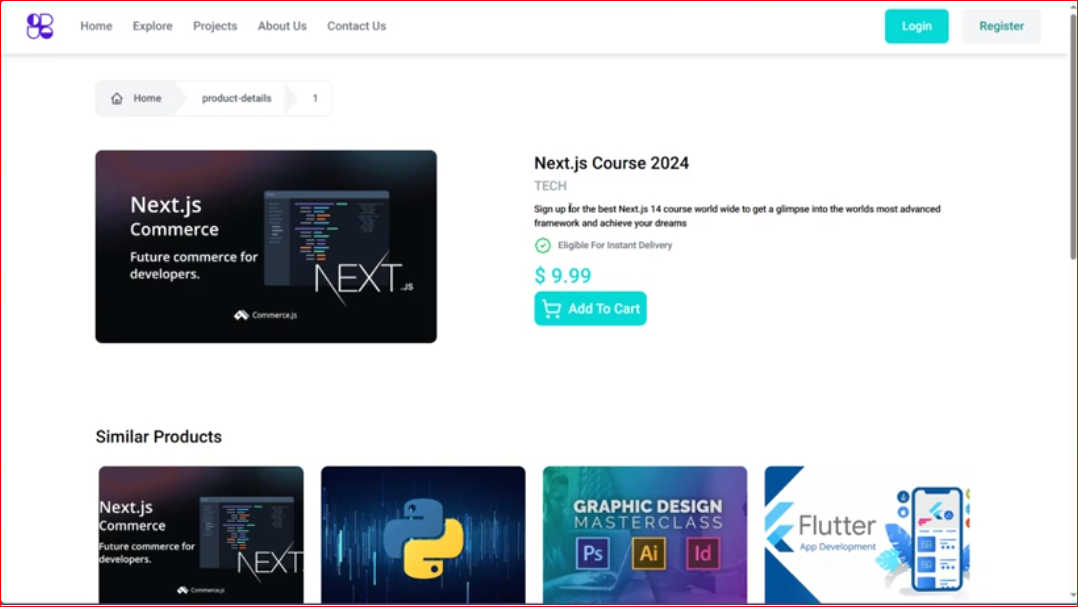 Home Explore Projects About Us Contact Us Login Register
Home product-details 1
Next.js
Commerce
Future commerce for
developers.
NEXT.JS
Commerce.js
Next.js Course 2024
TECH
Sign up for the best Next.js 14 course world wide to get a glimpse into the worlds most advanced
framework and achieve your dreams
Eligible For Instant Delivery
$ 9.99
Add To Cart
Similar Products
Next.js
Commerce
Future commerce for
developers.
NEXT.
Commerce.js
GRAPHIC DESIGN
MASTERCLASS
Ps Ai Id
Flutter
App Development